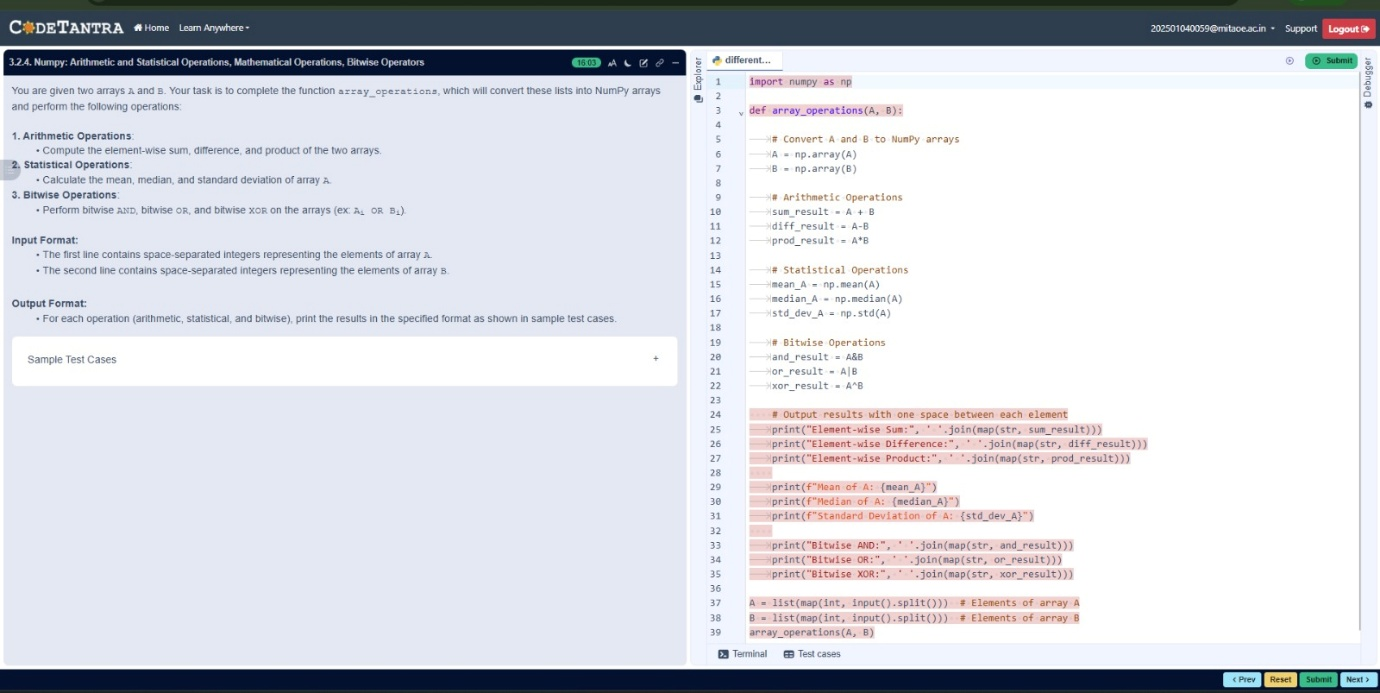 CODETANTRA Home Learn Anywhere 202501040059@mitaoe.ac.in Support Logout
3.2.4. Numpy: Arithmetic and Statistical Operations, Mathematical Operations, Bitwise Operators 16:03 AA
You are given two arrays A and B. Your task is to complete the function array_operations, which will convert these lists into NumPy arrays
and perform the following operations:
1. Arithmetic Operations:
• Compute the element-wise sum, difference, and product of the two arrays.
2. Statistical Operations:
• Calculate the mean, median, and standard deviation of array A.
3. Bitwise Operations:
• Perform bitwise AND, bitwise OR, and bitwise XOR on the arrays (ex: Ai OR Bi).
Input Format:
• The first line contains space-separated integers representing the elements of array A.
• The second line contains space-separated integers representing the elements of array B.
Output Format:
• For each operation (arithmetic, statistical, and bitwise), print the results in the specified format as shown in sample test cases.
Sample Test Cases +
Explorer
different... Submit
Debugger
1 import numpy as np
2
3 def array_operations(A, B):
4
5 # Convert A and B to NumPy arrays
6 A = np.array(A)
7 B = np.array(B)
8
9 # Arithmetic Operations
10 sum_result = A + B
11 diff_result = A-B
12 prod_result = A*B
13
14 # Statistical Operations
15 mean_A = np.mean(A)
16 median_A = np.median(A)
17 std_dev_A = np.std(A)
18
19 # Bitwise Operations
20 and_result = A&B
21 or_result = A|B
22 xor_result = A^B
23
24 # Output results with one space between each element
25 print("Element-wise Sum:", ' '.join(map(str, sum_result)))
26 print("Element-wise Difference:", ' '.join(map(str, diff_result)))
27 print("Element-wise Product:", ' '.join(map(str, prod_result)))
28
29 print(f"Mean of A: {mean_A}")
30 print(f"Median of A: {median_A}")
31 print(f"Standard Deviation of A: {std_dev_A}")
32
33 print("Bitwise AND:", ' '.join(map(str, and_result)))
34 print("Bitwise OR:", ' '.join(map(str, or_result)))
35 print("Bitwise XOR:", ' '.join(map(str, xor_result)))
36
37 A = list(map(int, input().split())) # Elements of array A
38 B = list(map(int, input().split())) # Elements of array B
39 array_operations(A, B)
Terminal Test cases
< Prev Reset Submit Next >